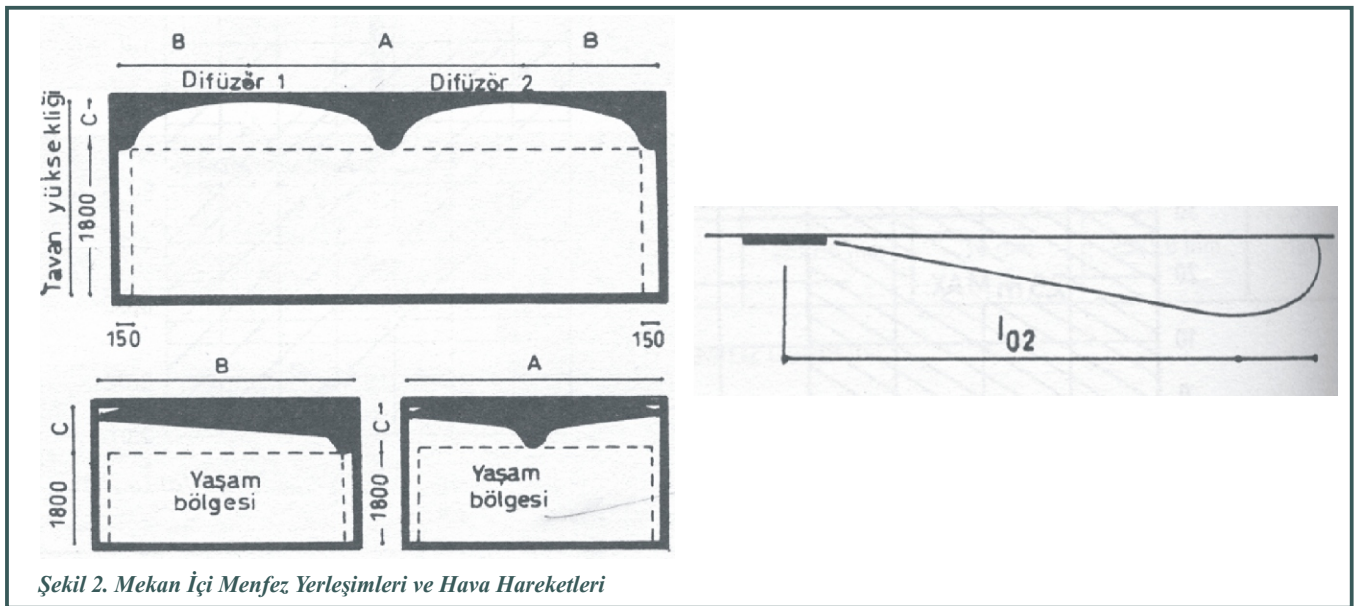 B A B
Difüzör 1 Difüzör 2
Tavan yüksekliği
C
1800
150 150
l02
B A
C C
1800 1800
Yaşam
bölgesi
Yaşam
bölgesi
Şekil 2. Mekan İçi Menfez Yerleşimleri ve Hava Hareketleri